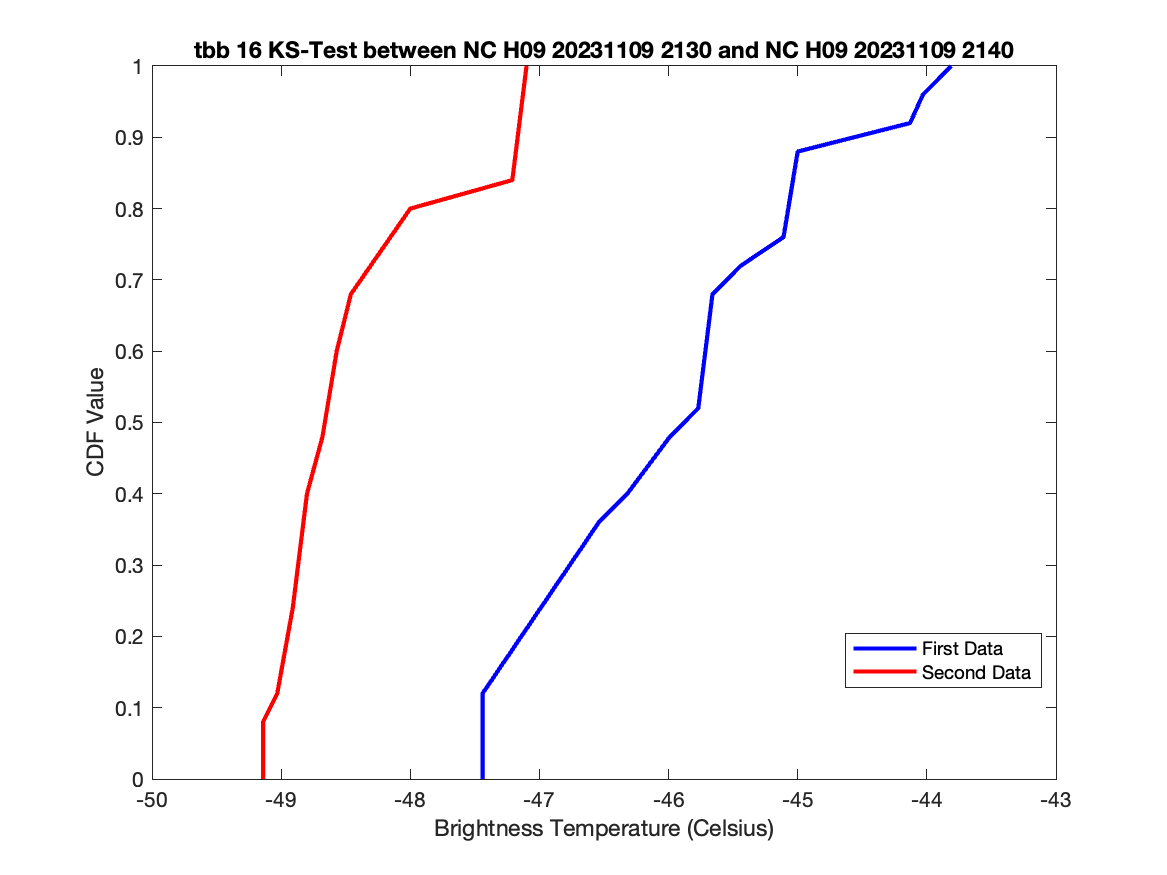 tbb 16 KS-Test between NC H09 20231109 2130 and NC H09 20231109 2140
1
0.9
0.8
0.7
0.6
0.5
0.4
0.3
0.2
0.1
0
CDF Value
First Data
Second Data
-50 -49 -48 -47 -46 -45 -44 -43
Brightness Temperature (Celsius)